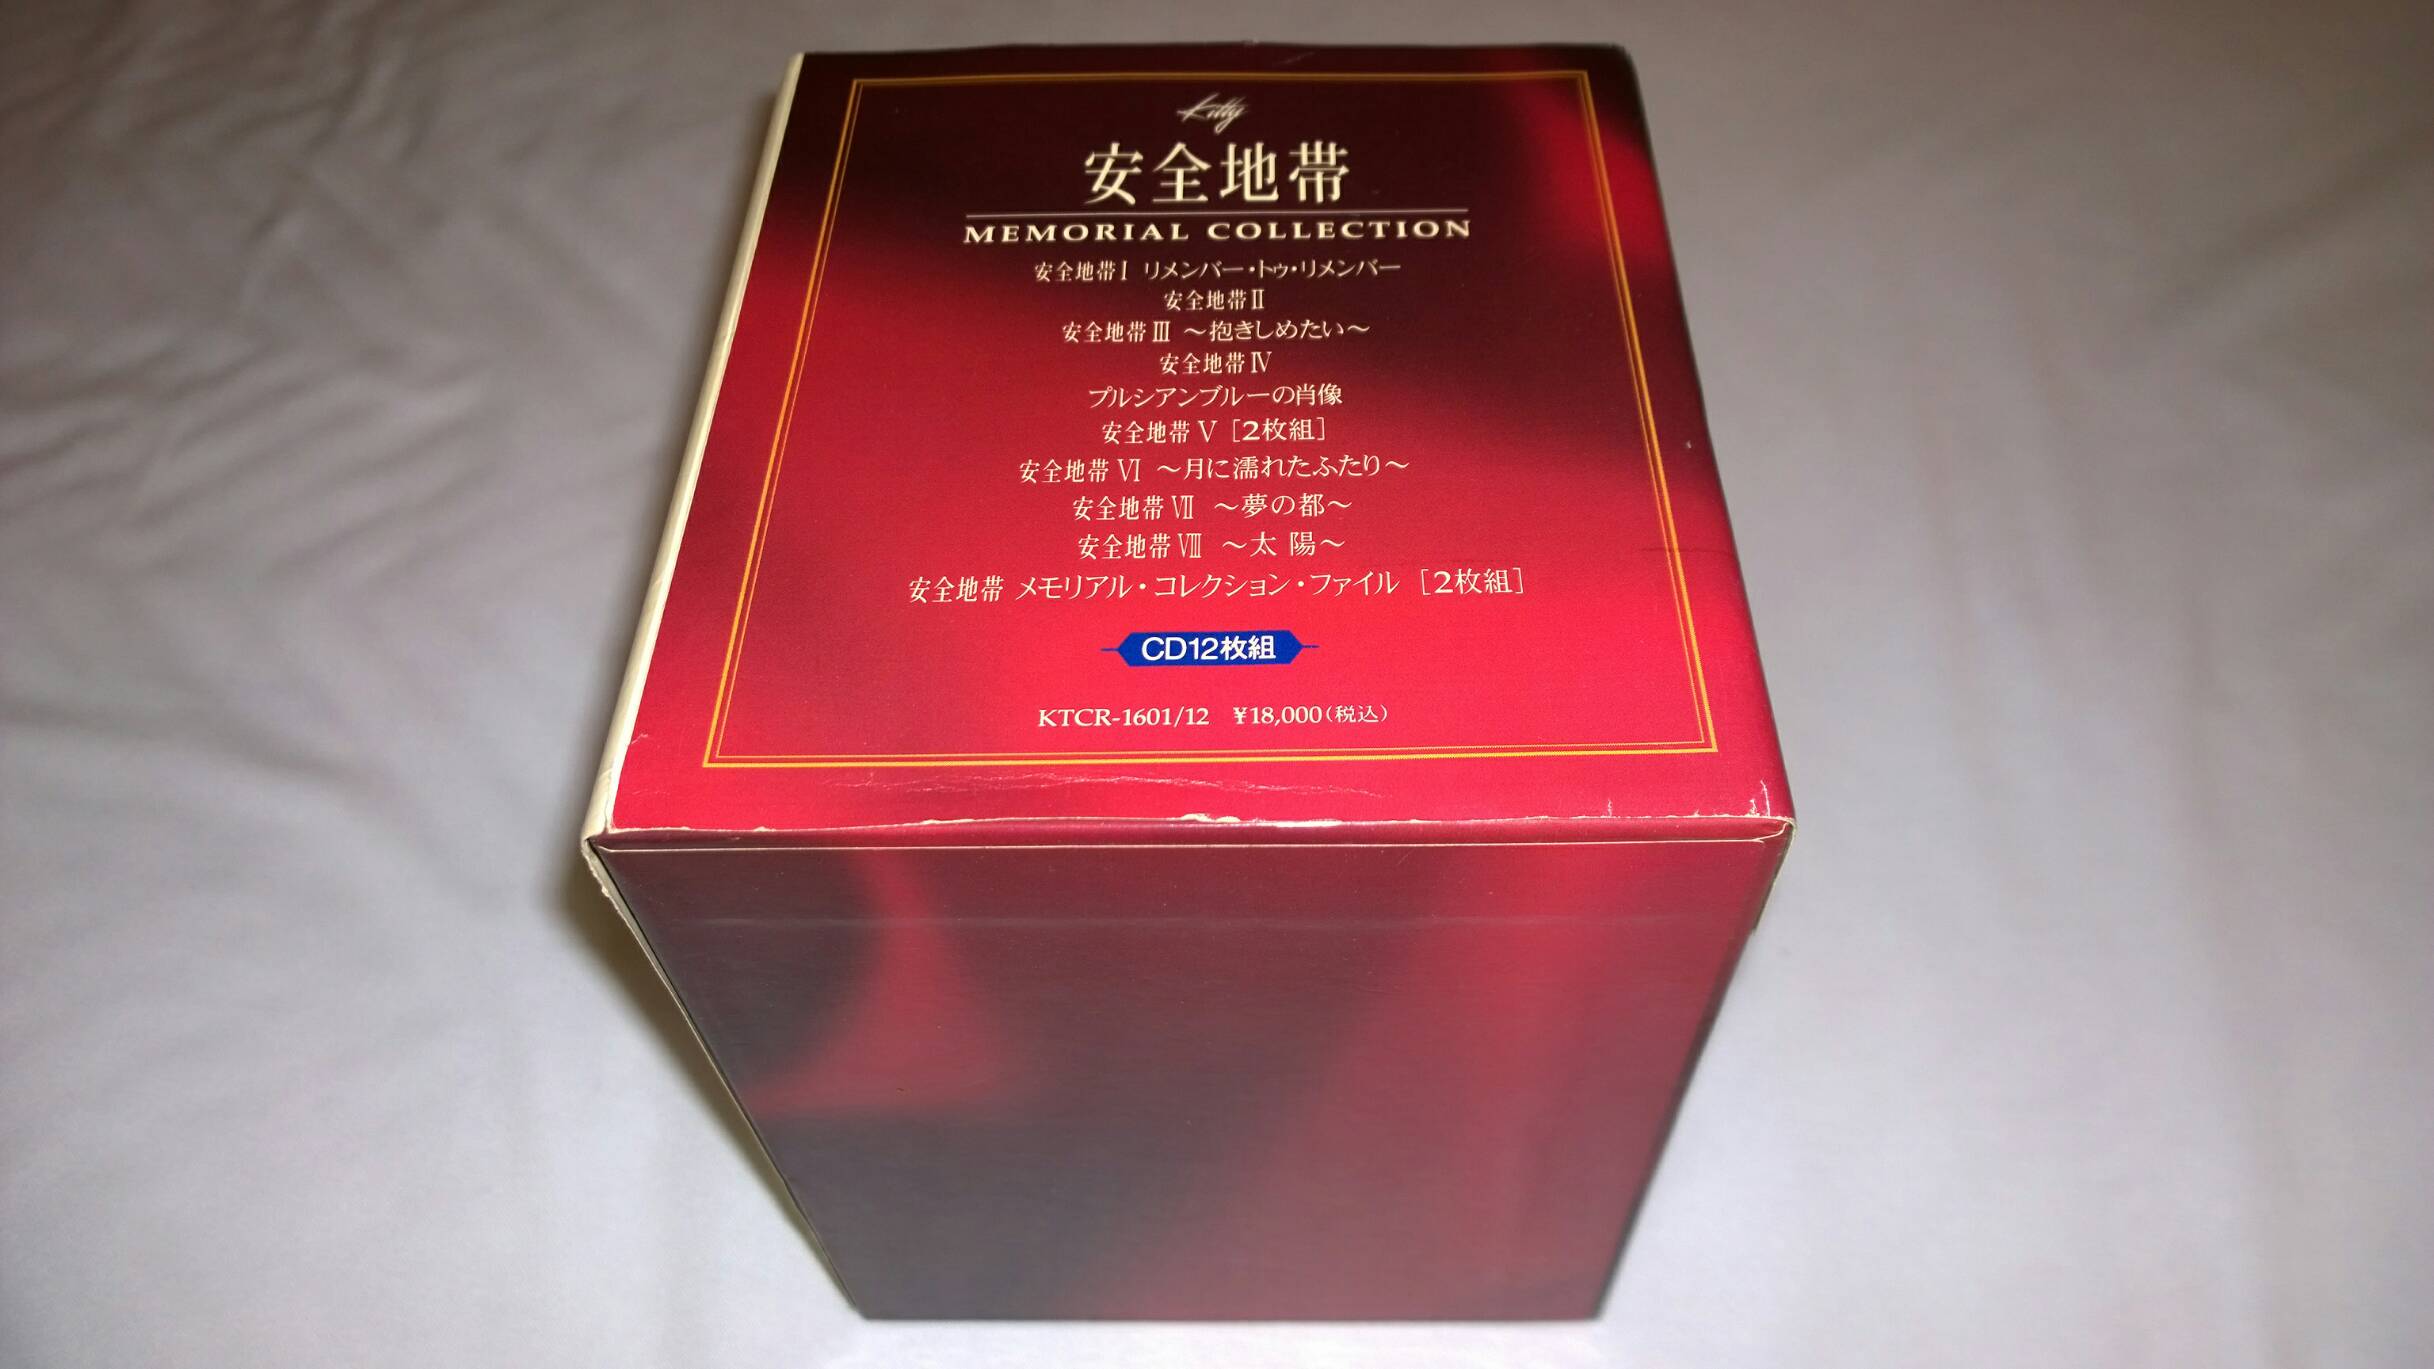 Kitty
安全地帯
MEMORIAL COLLECTION
安全地帯Ⅰ リメンバー・トゥ・リメンバー
安全地帯Ⅱ
安全地帯Ⅲ ～抱きしめたい～
安全地帯Ⅳ
プルシアンブルーの肖像
安全地帯Ⅴ［2枚組］
安全地帯Ⅵ ～月に濡れたふたり～
安全地帯Ⅶ ～夢の都～
安全地帯Ⅷ ～太 陽～
安全地帯 メモリアル・コレクション・ファイル［2枚組］
CD12枚組
KTCR-1601/12 ¥18,000（税込）